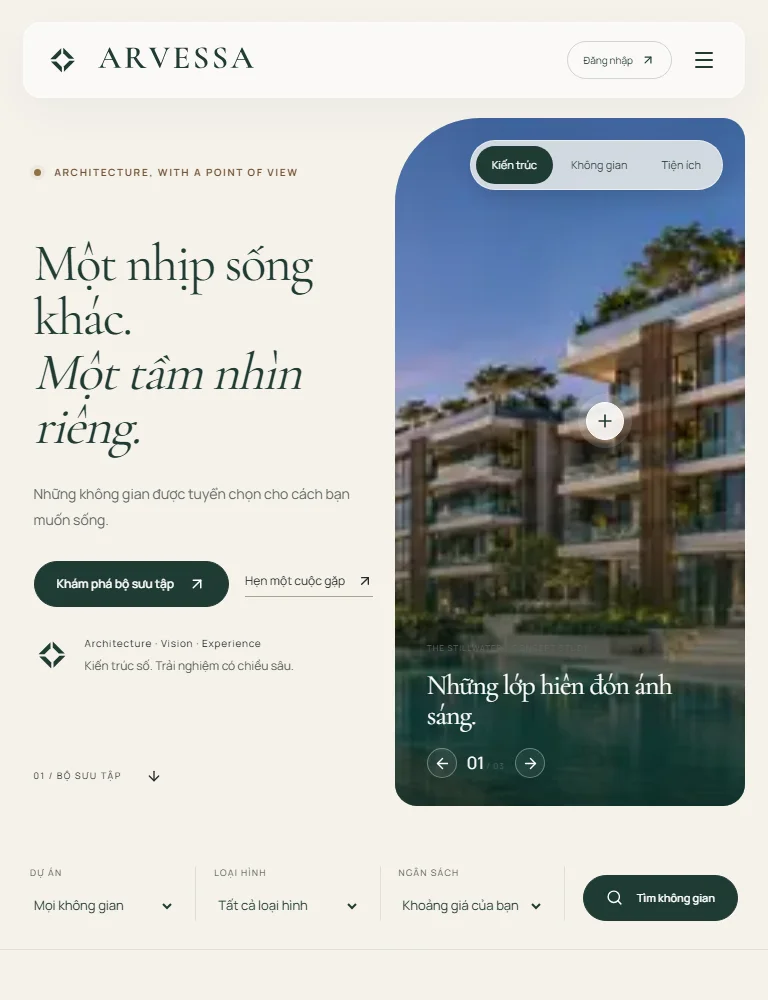 ARVESSA
Đăng nhập
ARCHITECTURE, WITH A POINT OF VIEW
Kiến trúc
Không gian
Tiện ích
Một nhịp sống
khác.
Một tầm nhìn
riêng.
Những không gian được tuyển chọn cho cách bạn
muốn sống.
Khám phá bộ sưu tập
Hẹn một cuộc gặp
Architecture · Vision · Experience
Kiến trúc số. Trải nghiệm có chiều sâu.
01 / BỘ SƯU TẬP
Những lớp hiên đón ánh
sáng.
01 / 03
DỰ ÁN
LOẠI HÌNH
NGÂN SÁCH
Mọi không gian
Tất cả loại hình
Khoảng giá của bạn
Tìm không gian